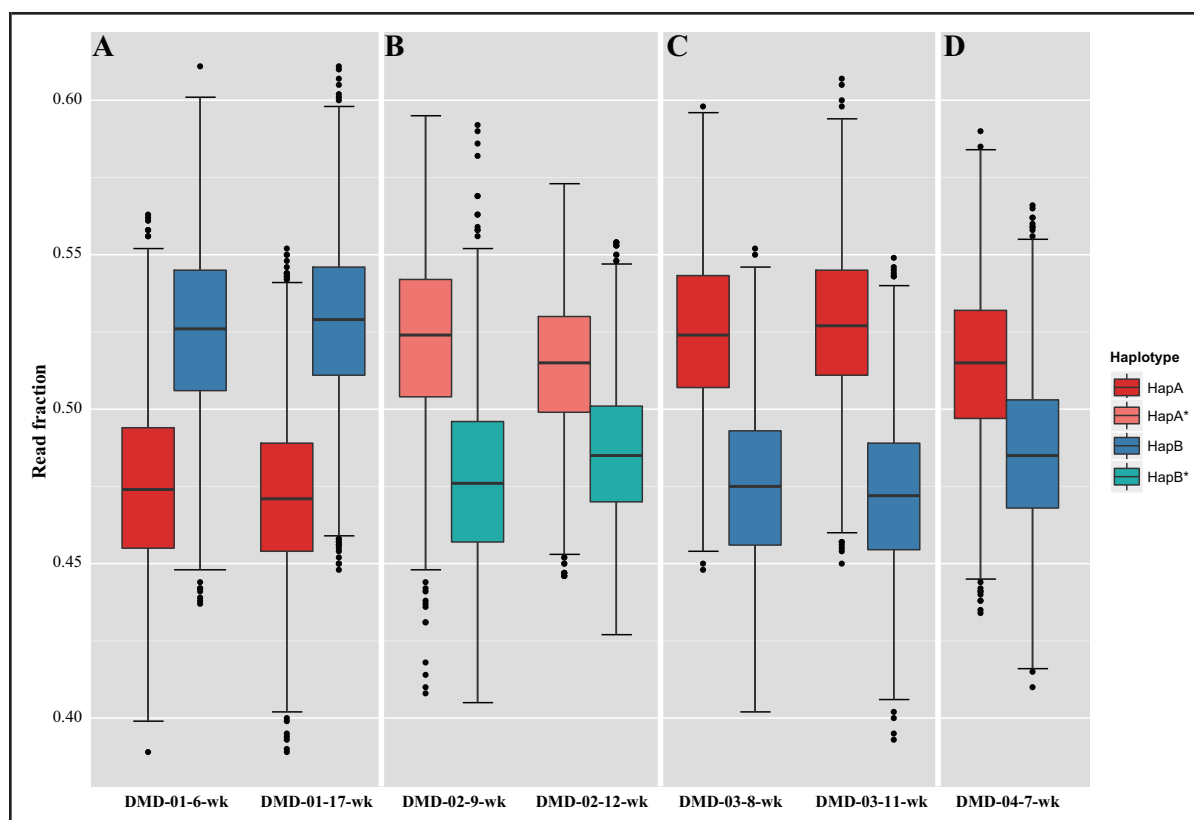 A B C D
0.60
0.55
0.50
0.45
0.40
Read fraction
Haplotype
HapA
HapA*
HapB
HapB*
DMD-01-6-wk DMD-01-17-wk DMD-02-9-wk DMD-02-12-wk DMD-03-8-wk DMD-03-11-wk DMD-04-7-wk